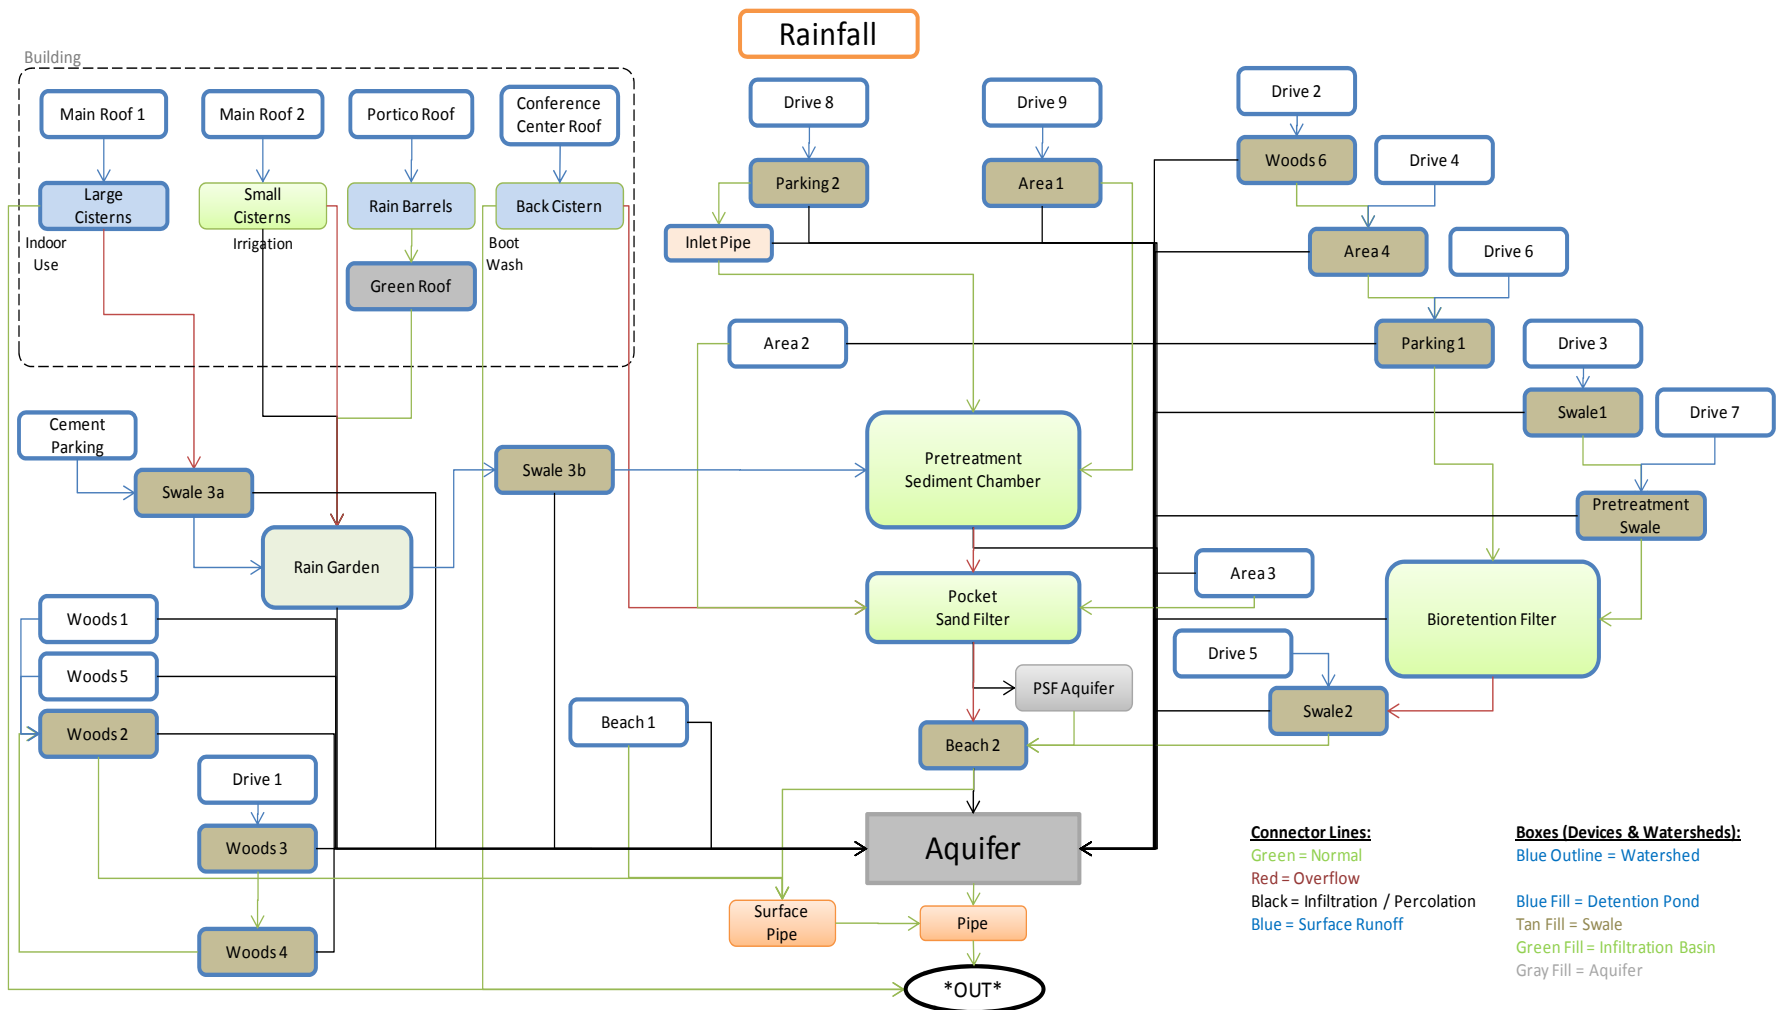 Rainfall
Building
Main Roof 1
Main Roof 2
Portico Roof
Conference
Center Roof
Drive 8
Drive 9
Drive 2
Large
Cisterns
Small
Cisterns
Rain Barrels
Back Cistern
Parking 2
Area 1
Woods 6
Drive 4
Indoor
Use
Irrigation
Boot
Wash
Inlet Pipe
Area 4
Drive 6
Green Roof
Area 2
Parking 1
Drive 3
Cement
Parking
Swale 3a
Swale 3b
Pretreatment
Sediment Chamber
Swale1
Drive 7
Pretreatment
Swale
Rain Garden
Area 3
Pocket
Sand Filter
Bioretention Filter
Woods 1
Woods 5
Woods 2
Drive 5
PSF Aquifer
Swale2
Beach 1
Beach 2
Drive 1
Woods 3
Aquifer
Woods 4
Surface
Pipe
Pipe
*OUT*
Connector Lines:
Green = Normal
Red = Overflow
Black = Infiltration / Percolation
Blue = Surface Runoff
Boxes (Devices & Watersheds):
Blue Outline = Watershed
Blue Fill = Detention Pond
Tan Fill = Swale
Green Fill = Infiltration Basin
Gray Fill = Aquifer